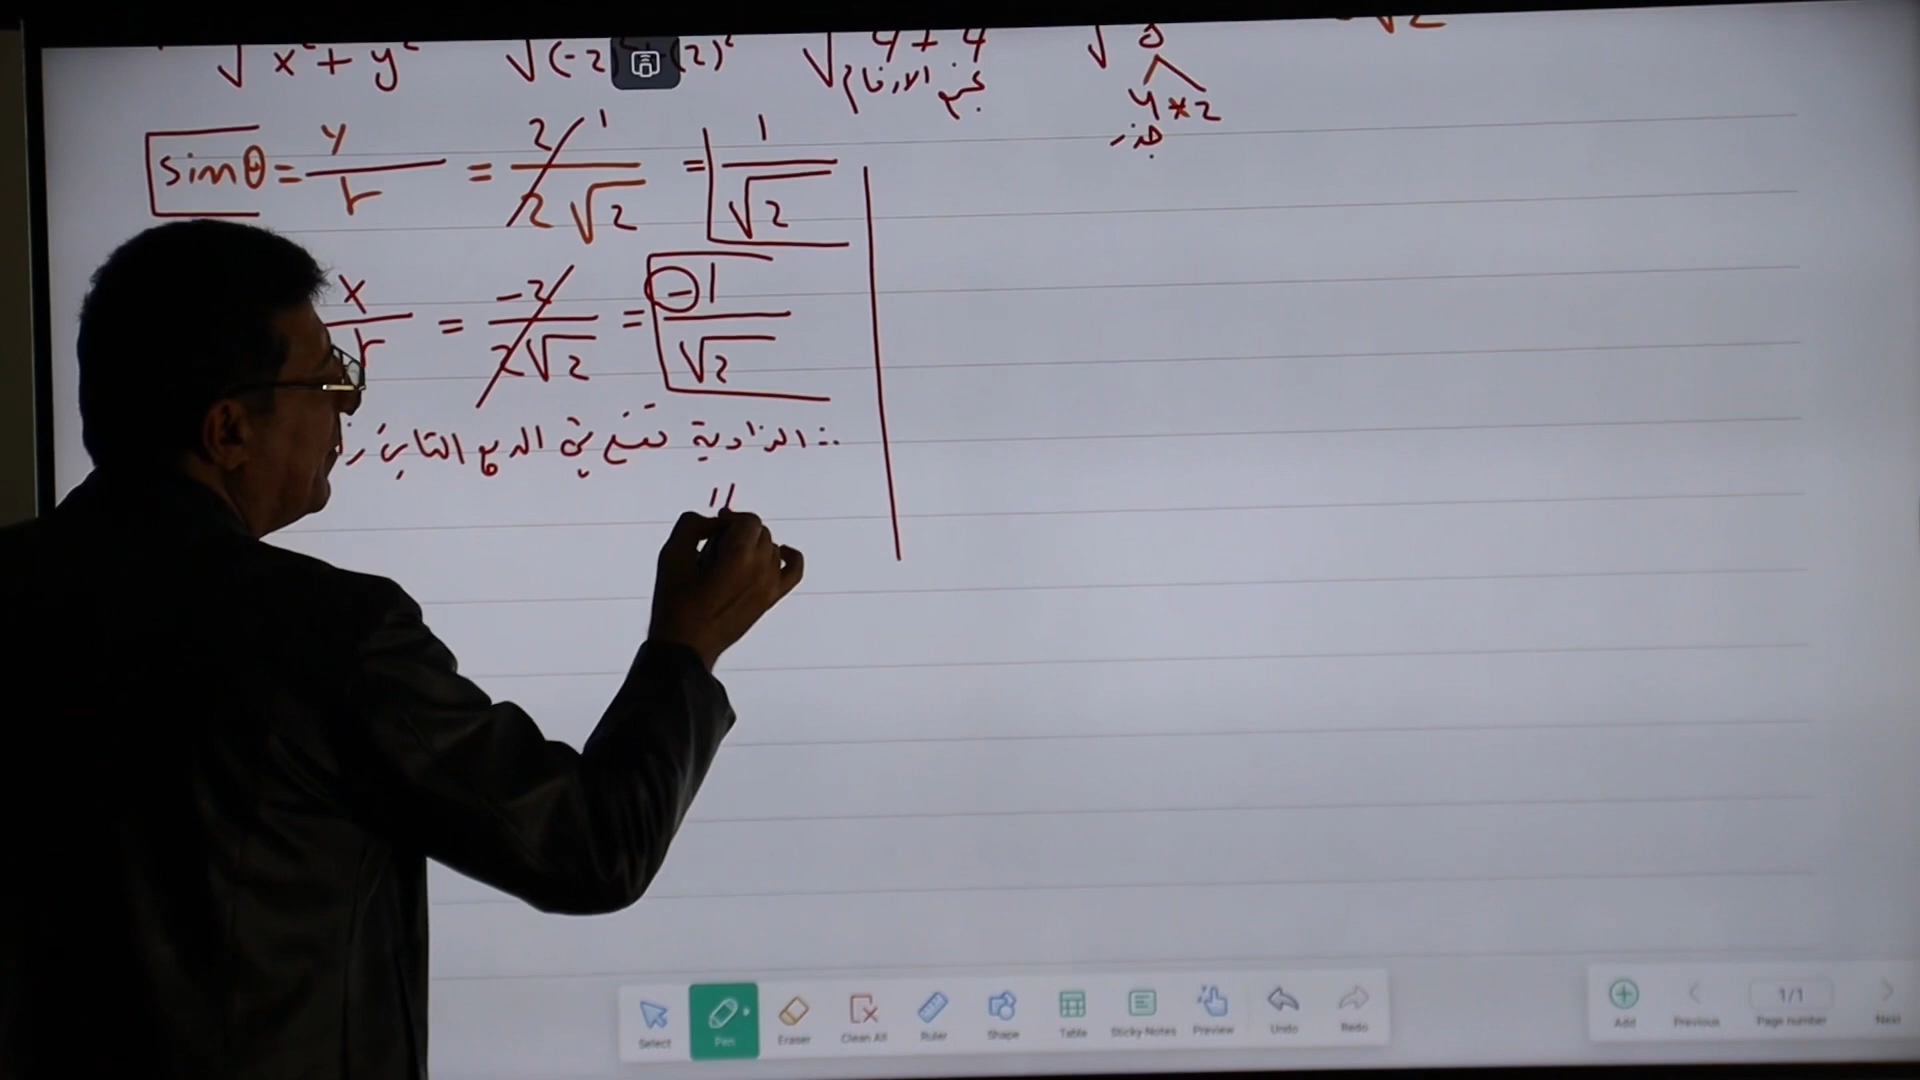 √x²+y² √(-2)²+(2)² √4+4 √8 √2
4*2
جذر
sinθ = y/r = 2/2√2 = 1/√2
x/r = -2/2√2 = -1/√2
∴ الزاوية تقع في الربع الثاني
Select Pen Eraser Clean All Ruler Shape Table Sticky Notes Preview Undo Redo
Add Previous 1/1 Page number Next